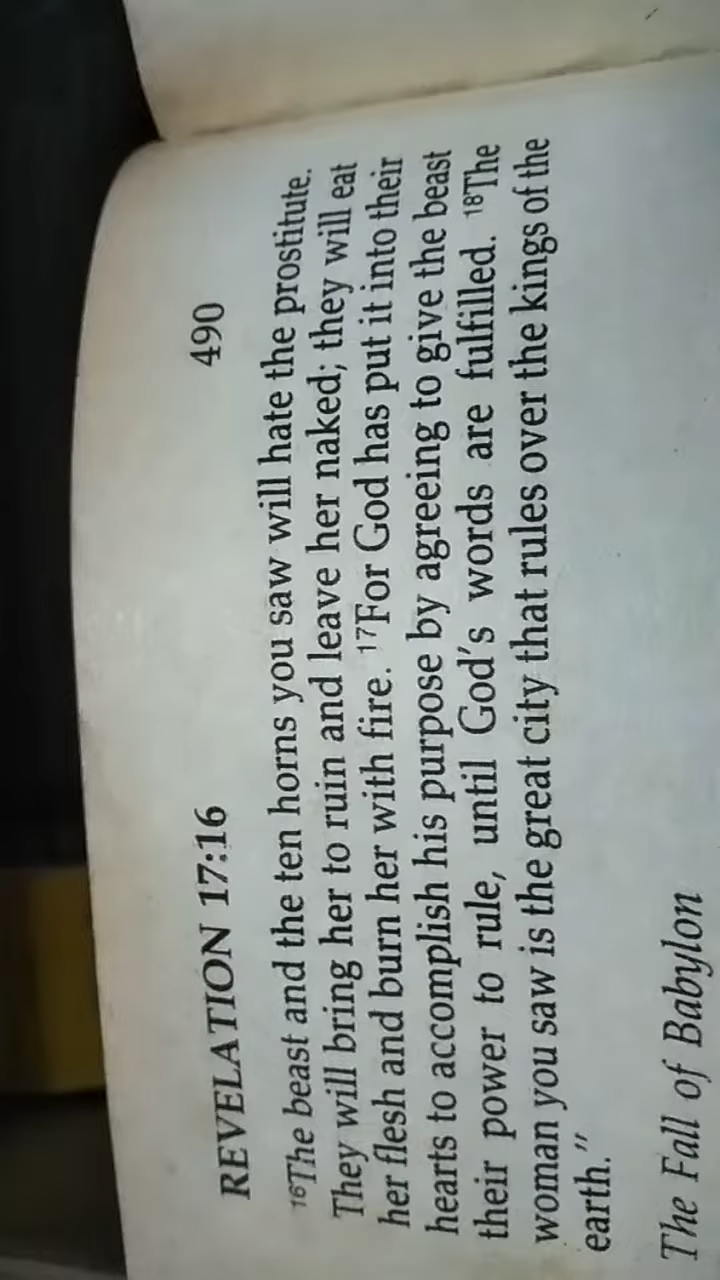 REVELATION 17:16 490
¹⁶The beast and the ten horns you saw will hate the prostitute.
They will bring her to ruin and leave her naked; they will eat
her flesh and burn her with fire. ¹⁷For God has put it into their
hearts to accomplish his purpose by agreeing to give the beast
their power to rule, until God's words are fulfilled. ¹⁸The
woman you saw is the great city that rules over the kings of the
earth."
The Fall of Babylon